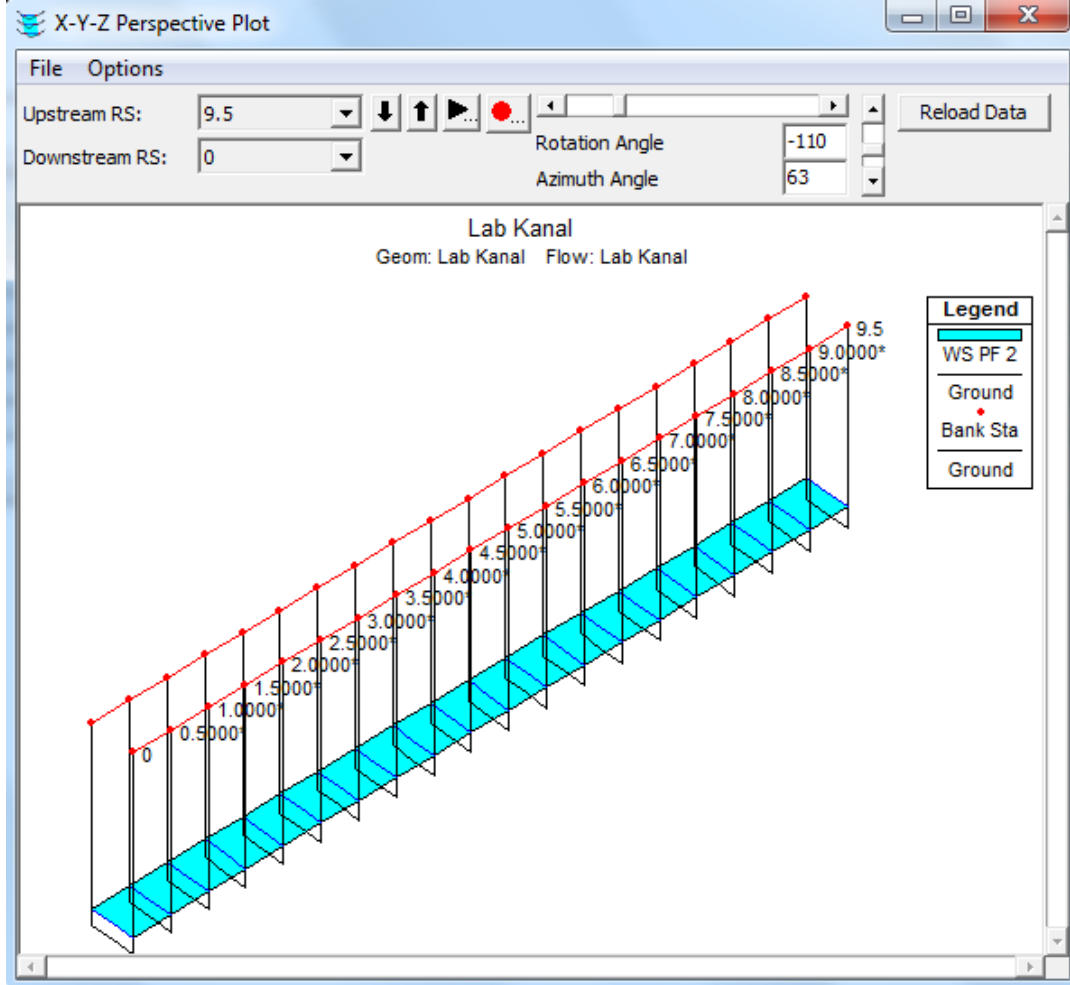 X-Y-Z Perspective Plot
File Options
Upstream RS: 9.5
Downstream RS: 0
Rotation Angle -110
Azimuth Angle 63
Reload Data
Lab Kanal
Geom: Lab Kanal Flow: Lab Kanal
Legend
WS PF 2
Ground
Bank Sta
Ground
9.5
9.0000*
8.5000*
8.0000*
7.5000*
7.0000*
6.5000*
6.0000*
5.5000*
5.0000*
4.5000*
4.0000*
3.5000*
3.0000*
2.5000*
2.0000*
1.5000*
1.0000*
0.5000*
0